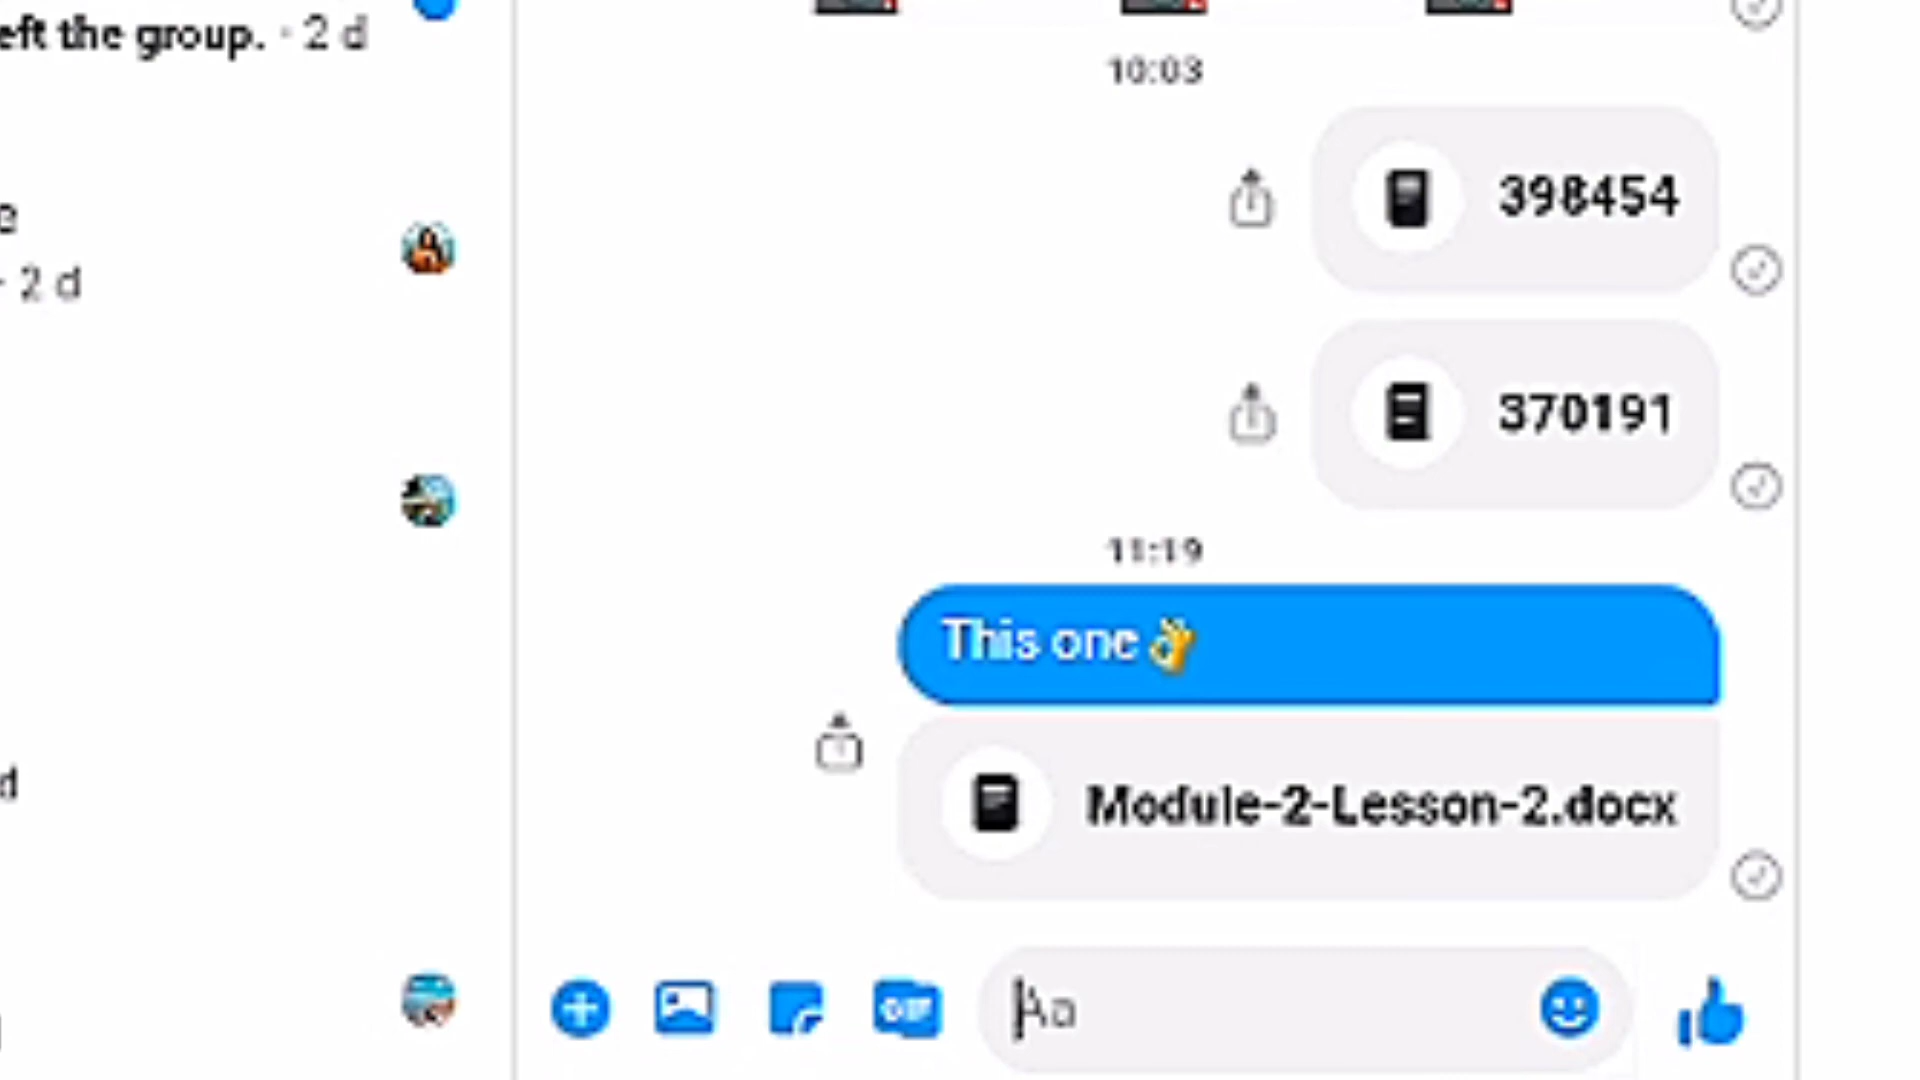 eft the group. · 2 d
e
· 2 d
d
10:03
398454
370191
11:19
This one 👌
Module-2-Lesson-2.docx
GIF
Aa